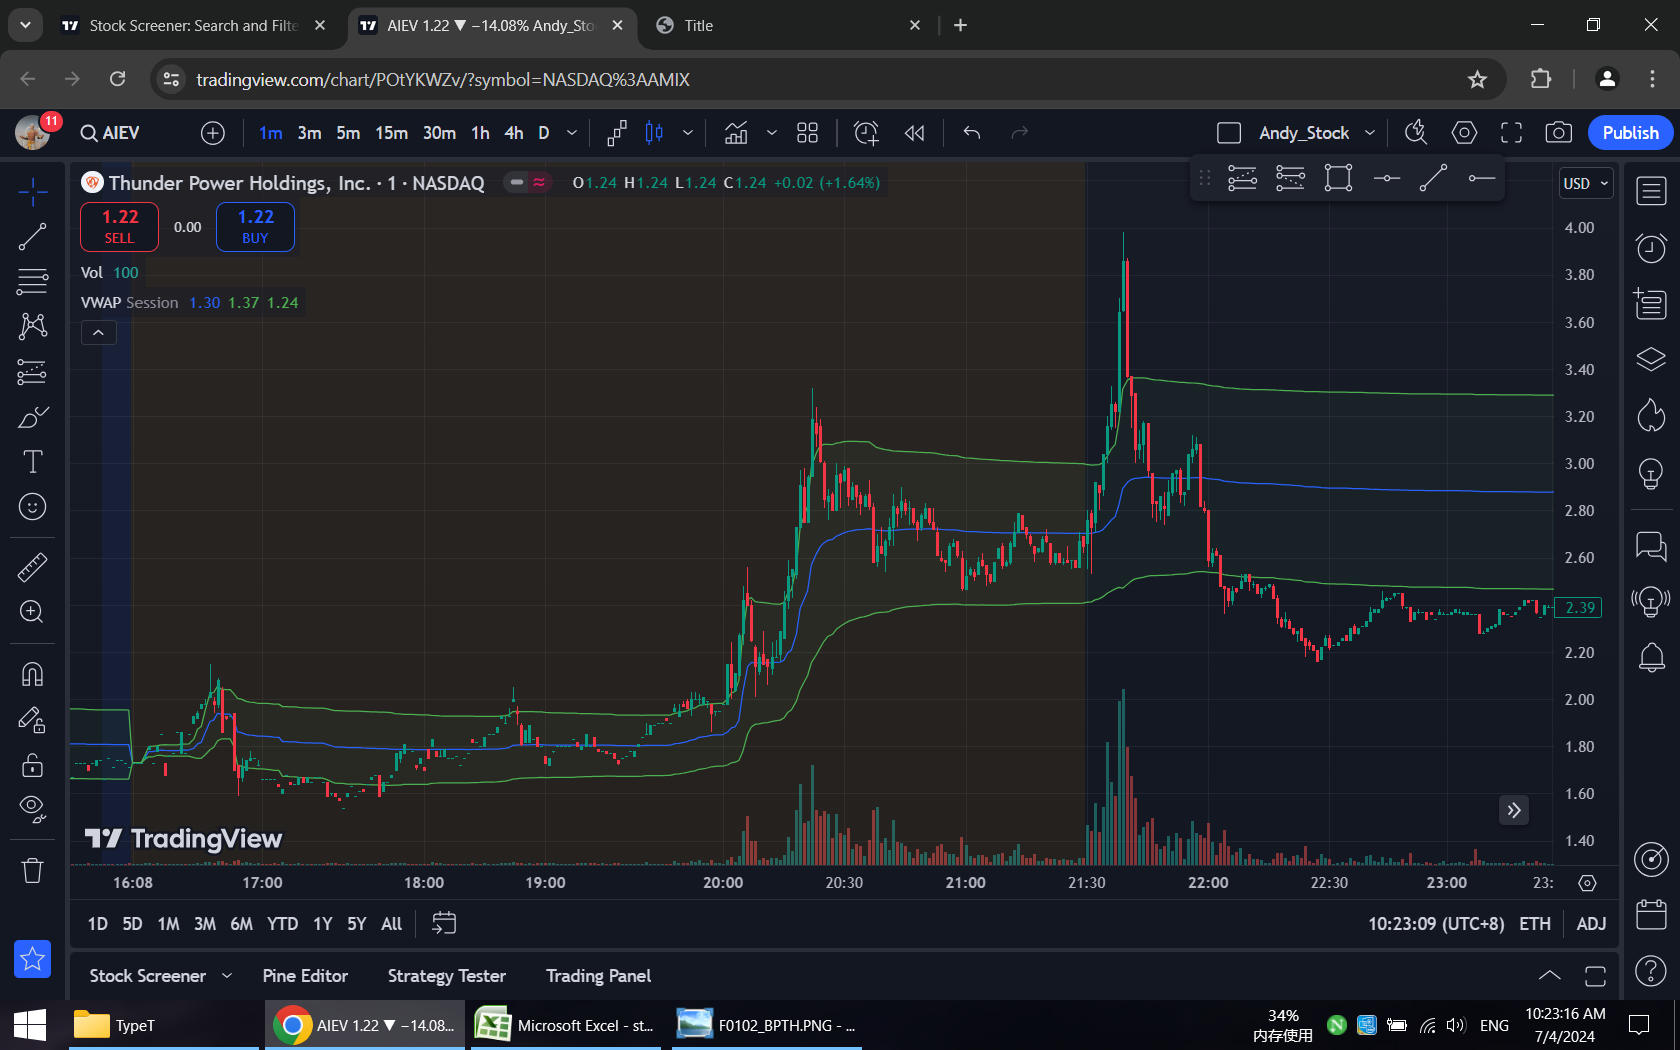 Stock Screener: Search and Filte
AIEV 1.22 ▼ −14.08% Andy_Sto
Title
tradingview.com/chart/POtYKWZv/?symbol=NASDAQ%3AAMIX
11
AIEV
1m 3m 5m 15m 30m 1h 4h D
Andy_Stock
Publish
Thunder Power Holdings, Inc. · 1 · NASDAQ
O1.24 H1.24 L1.24 C1.24 +0.02 (+1.64%)
USD
1.22
SELL
0.00
1.22
BUY
Vol 100
VWAP Session 1.30 1.37 1.24
4.00
3.80
3.60
3.40
3.20
3.00
2.80
2.60
2.39
2.20
2.00
1.80
1.60
1.40
TradingView
16:08 17:00 18:00 19:00 20:00 20:30 21:00 21:30 22:00 22:30 23:00 23:
1D 5D 1M 3M 6M YTD 1Y 5Y All
10:23:09 (UTC+8) ETH ADJ
Stock Screener Pine Editor Strategy Tester Trading Panel
TypeT
AIEV 1.22 ▼ −14.08...
Microsoft Excel - st...
F0102_BPTH.PNG - ...
34%
内存使用
ENG
10:23:16 AM
7/4/2024